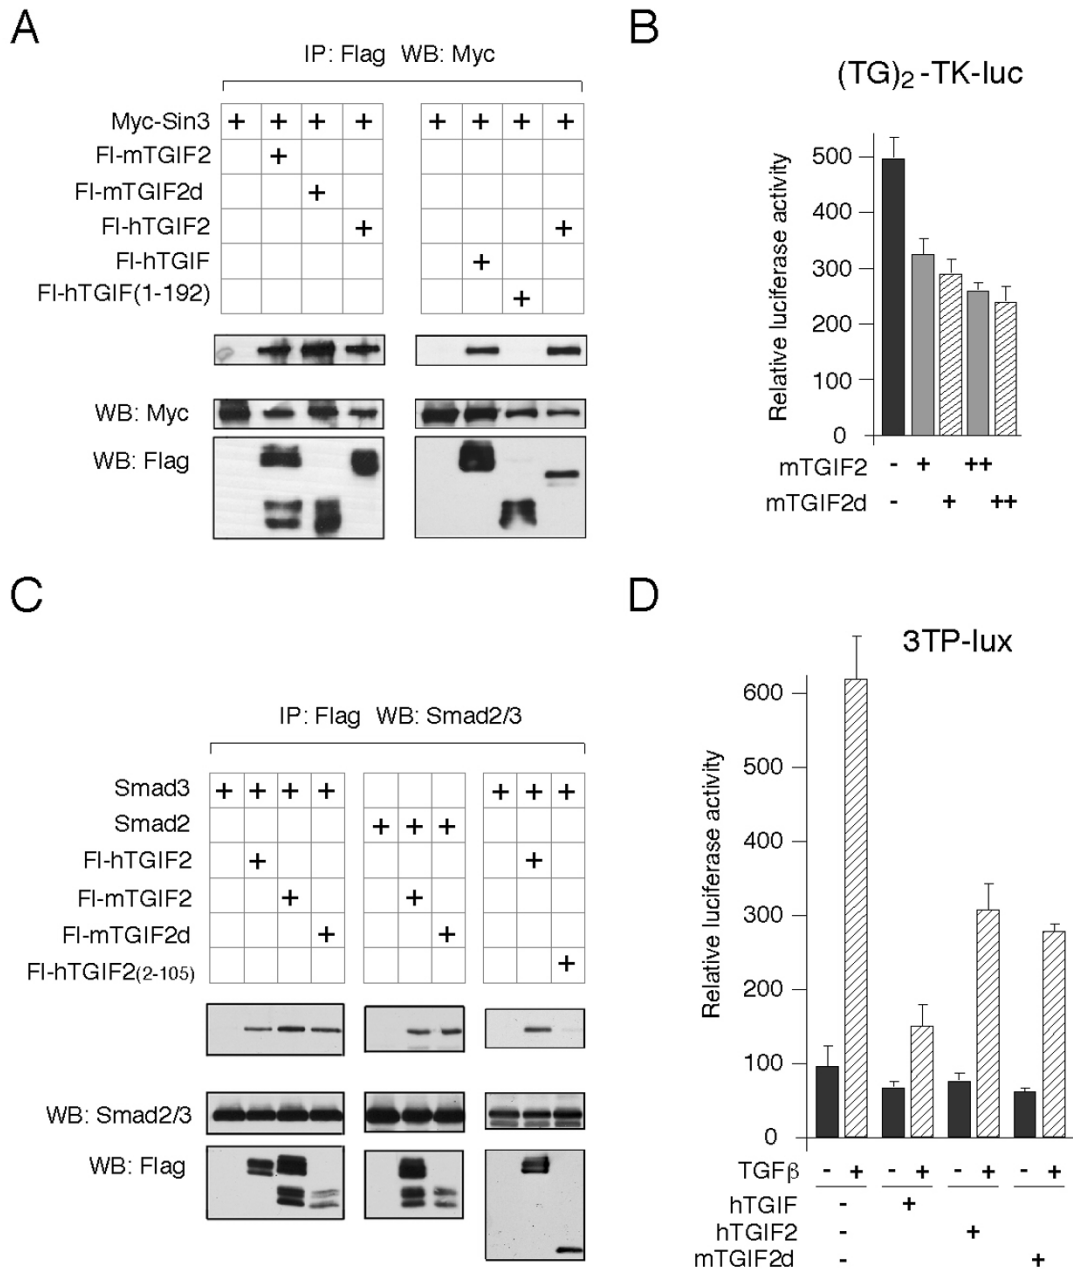 A
IP: Flag WB: Myc
Myc-Sin3 + + + + + + + +
Fl-mTGIF2 +
Fl-mTGIF2d +
Fl-hTGIF2 + +
Fl-hTGIF +
Fl-hTGIF(1-192) +
WB: Myc
WB: Flag
B
(TG)2-TK-luc
Relative luciferase activity
500
400
300
200
100
0
mTGIF2 - + ++
mTGIF2d - + ++
C
IP: Flag WB: Smad2/3
Smad3 + + + + + + +
Smad2 + + +
Fl-hTGIF2 + +
Fl-mTGIF2 + +
Fl-mTGIF2d + +
Fl-hTGIF2(2-105) +
WB: Smad2/3
WB: Flag
D
3TP-lux
Relative luciferase activity
600
500
400
300
200
100
0
TGFβ - + - + - + - +
hTGIF - +
hTGIF2 - +
mTGIF2d - +